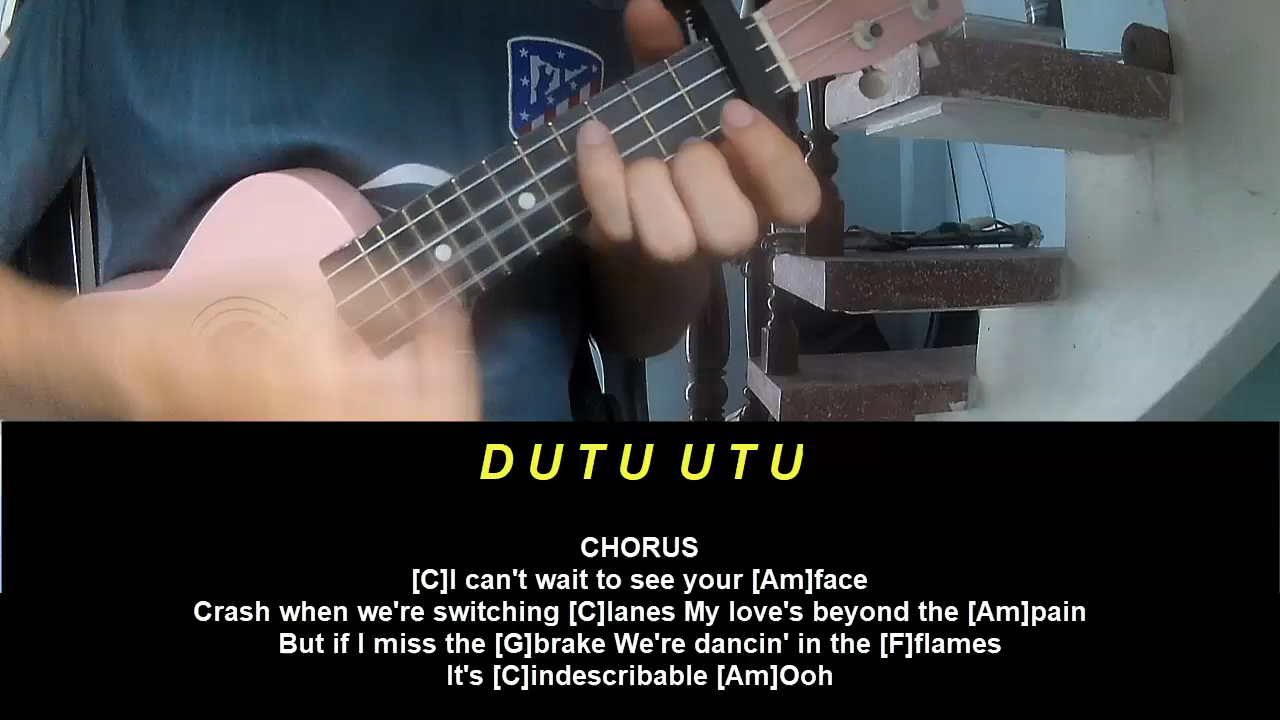 D U T U U T U
CHORUS
[C]I can't wait to see your [Am]face
Crash when we're switching [C]lanes My love's beyond the [Am]pain
But if I miss the [G]brake We're dancin' in the [F]flames
It's [C]indescribable [Am]Ooh